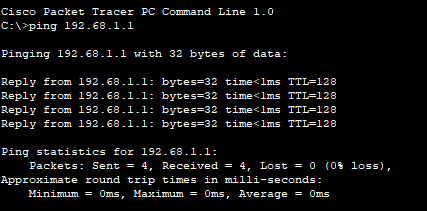 Cisco Packet Tracer PC Command Line 1.0
C:\>ping 192.68.1.1
Pinging 192.68.1.1 with 32 bytes of data:
Reply from 192.68.1.1: bytes=32 time<1ms TTL=128
Reply from 192.68.1.1: bytes=32 time<1ms TTL=128
Reply from 192.68.1.1: bytes=32 time<1ms TTL=128
Reply from 192.68.1.1: bytes=32 time<1ms TTL=128
Ping statistics for 192.68.1.1:
Packets: Sent = 4, Received = 4, Lost = 0 (0% loss),
Approximate round trip times in milli-seconds:
Minimum = 0ms, Maximum = 0ms, Average = 0ms